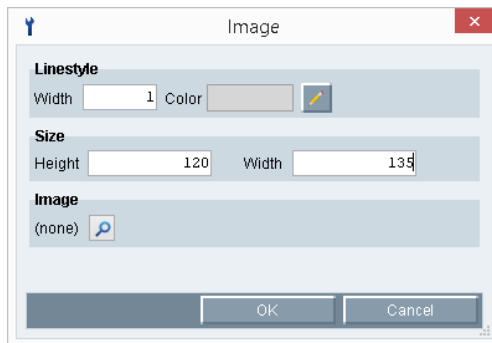 Image
Linestyle
Width 1 Color
Size
Height 120 Width 135
Image
(none)
OK Cancel